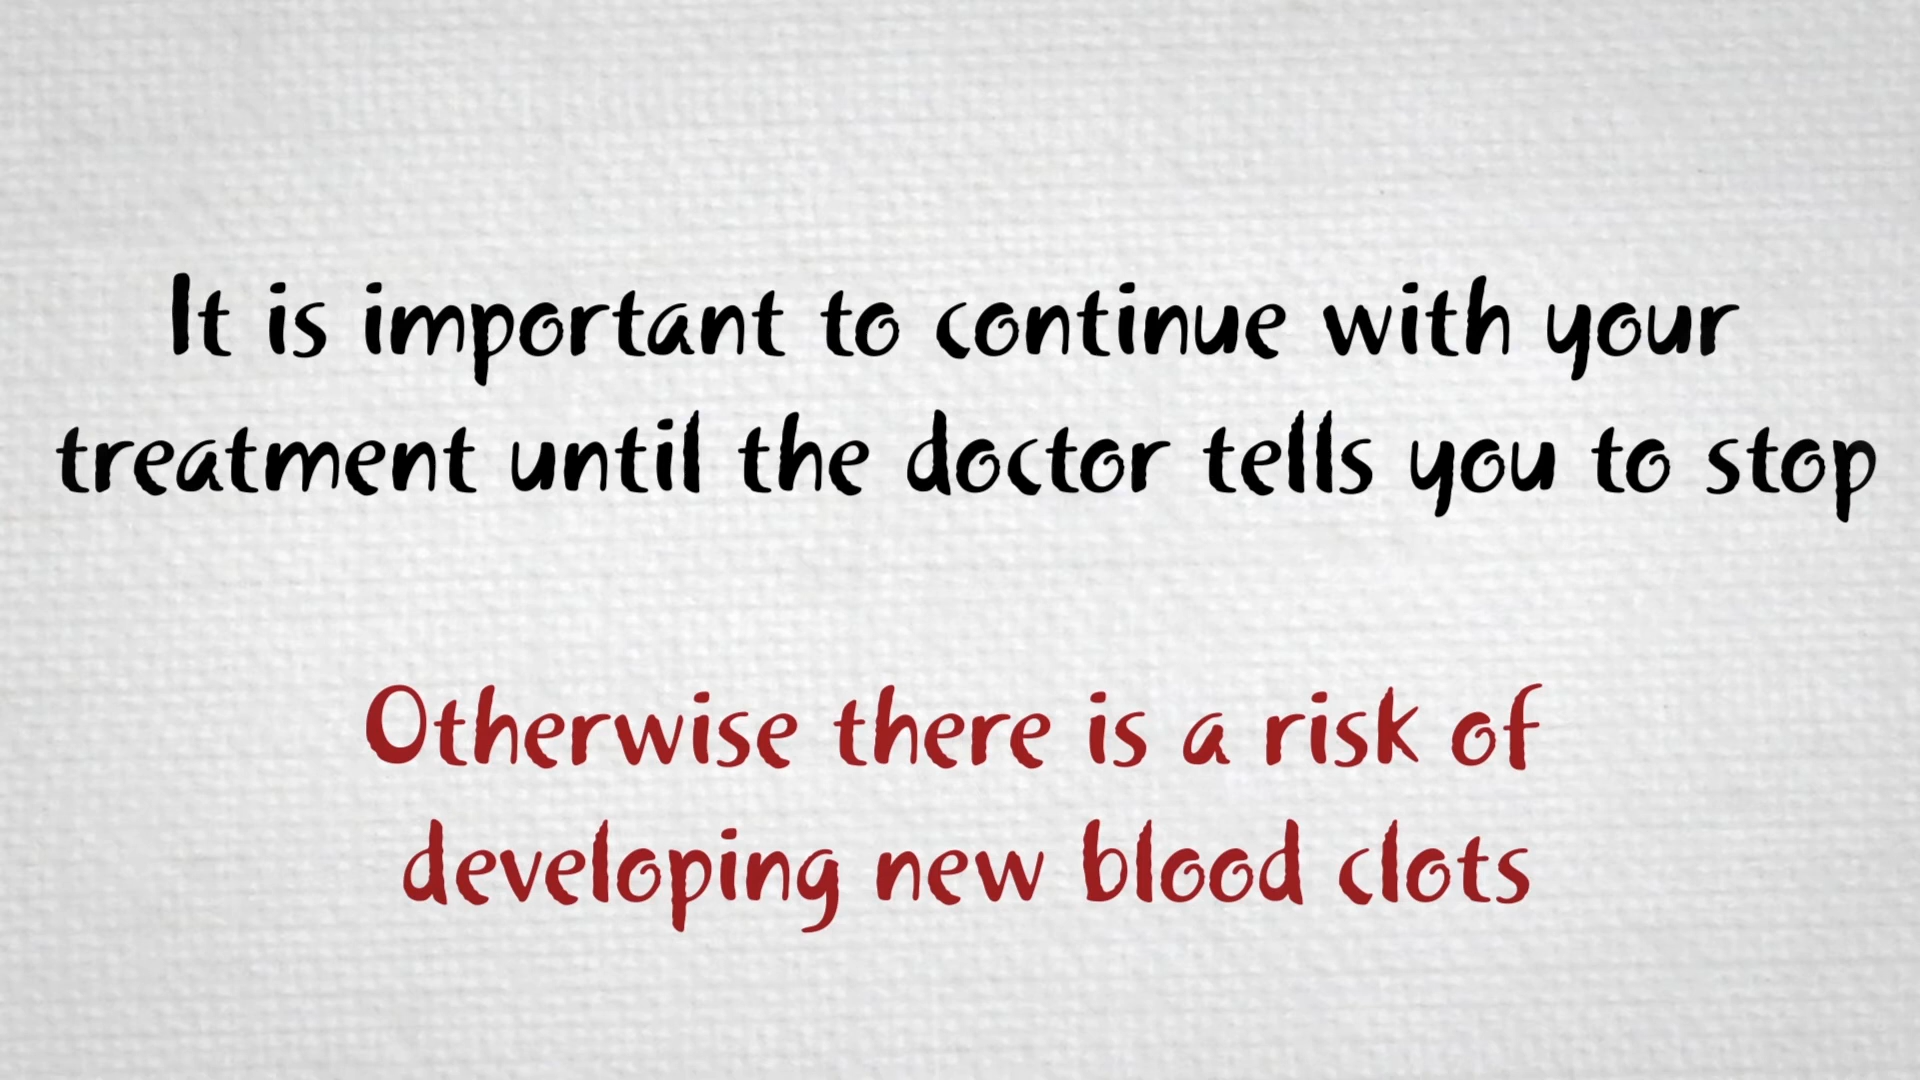 It is important to continue with your
treatment until the doctor tells you to stop
Otherwise there is a risk of
developing new blood clots